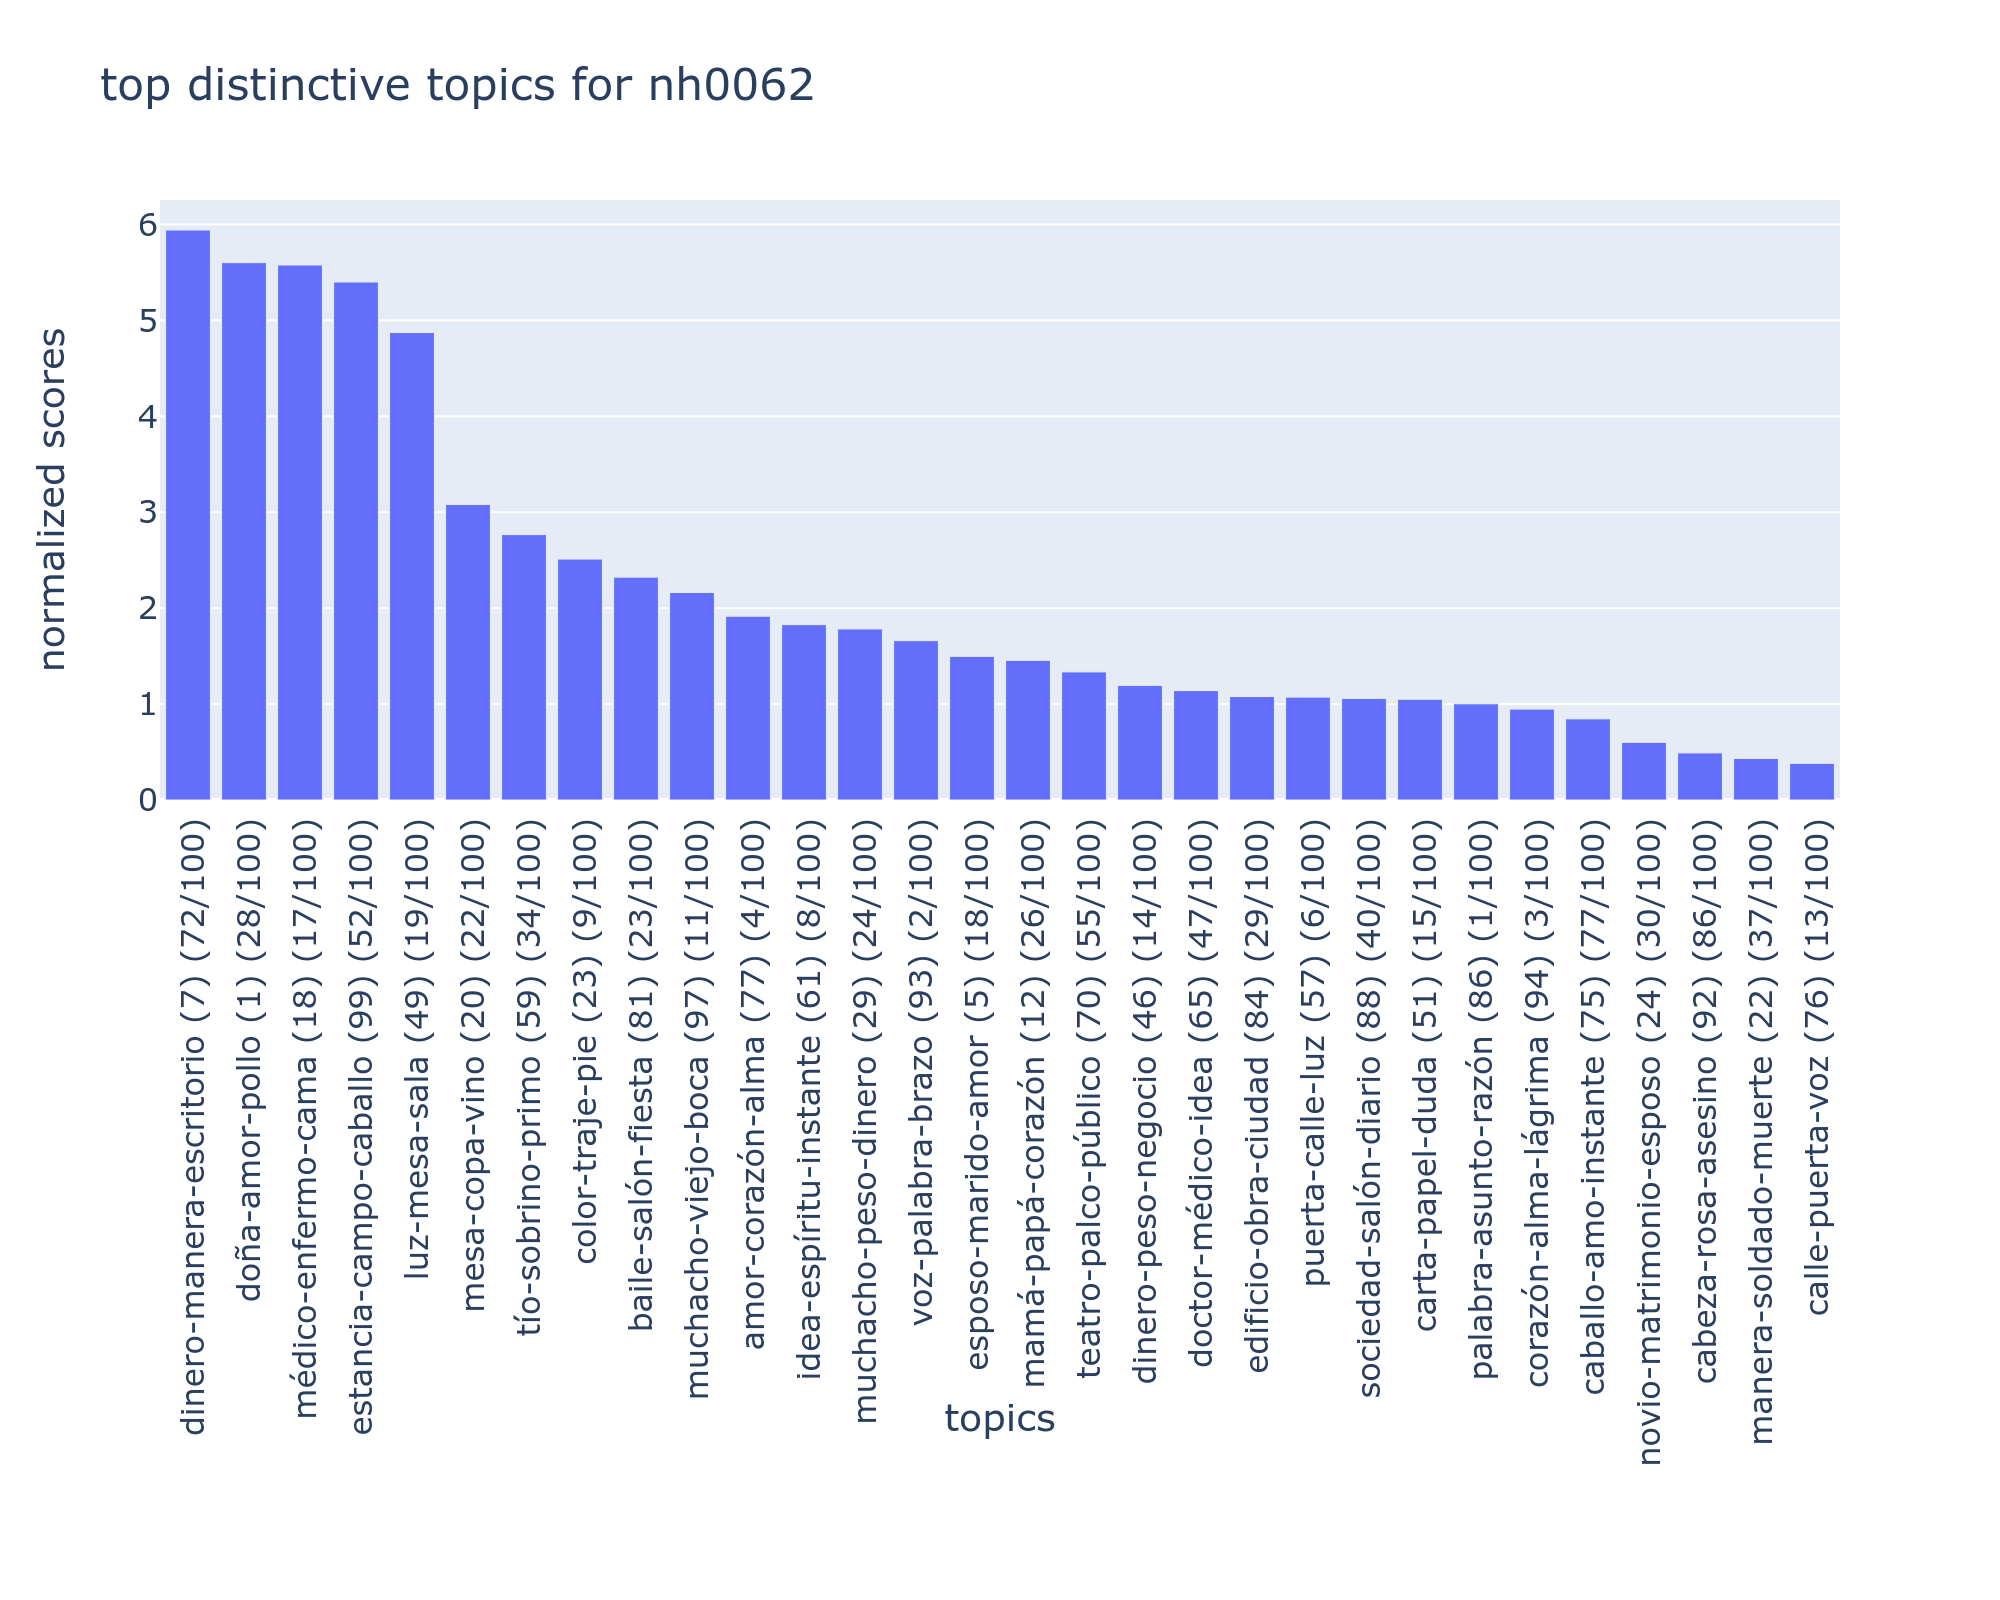 top distinctive topics for nh0062
normalized scores
6
5
4
3
2
1
0
dinero-manera-escritorio (7) (72/100)
doña-amor-pollo (1) (28/100)
médico-enfermo-cama (18) (17/100)
estancia-campo-caballo (99) (52/100)
luz-mesa-sala (49) (19/100)
mesa-copa-vino (20) (22/100)
tío-sobrino-primo (59) (34/100)
color-traje-pie (23) (9/100)
baile-salón-fiesta (81) (23/100)
muchacho-viejo-boca (97) (11/100)
amor-corazón-alma (77) (4/100)
idea-espíritu-instante (61) (8/100)
muchacho-peso-dinero (29) (24/100)
voz-palabra-brazo (93) (2/100)
esposo-marido-amor (5) (18/100)
mamá-papá-corazón (12) (26/100)
teatro-palco-público (70) (55/100)
dinero-peso-negocio (46) (14/100)
doctor-médico-idea (65) (47/100)
edificio-obra-ciudad (84) (29/100)
puerta-calle-luz (57) (6/100)
sociedad-salón-diario (88) (40/100)
carta-papel-duda (51) (15/100)
palabra-asunto-razón (86) (1/100)
corazón-alma-lágrima (94) (3/100)
caballo-amo-instante (75) (77/100)
novio-matrimonio-esposo (24) (30/100)
cabeza-rosa-asesino (92) (86/100)
manera-soldado-muerte (22) (37/100)
calle-puerta-voz (76) (13/100)
topics